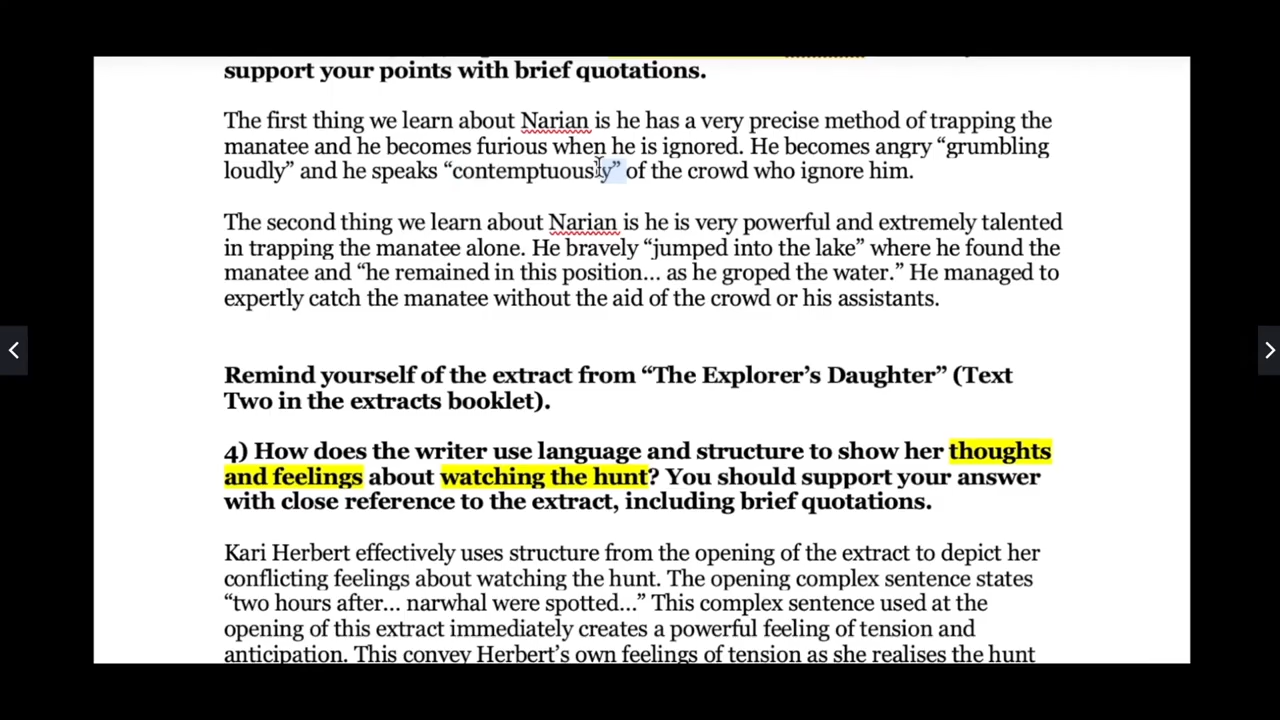 support your points with brief quotations.
The first thing we learn about Narian is he has a very precise method of trapping the
manatee and he becomes furious when he is ignored. He becomes angry “grumbling
loudly” and he speaks “contemptuously” of the crowd who ignore him.
The second thing we learn about Narian is he is very powerful and extremely talented
in trapping the manatee alone. He bravely “jumped into the lake” where he found the
manatee and “he remained in this position... as he groped the water.” He managed to
expertly catch the manatee without the aid of the crowd or his assistants.
Remind yourself of the extract from “The Explorer’s Daughter” (Text
Two in the extracts booklet).
4) How does the writer use language and structure to show her thoughts
and feelings about watching the hunt? You should support your answer
with close reference to the extract, including brief quotations.
Kari Herbert effectively uses structure from the opening of the extract to depict her
conflicting feelings about watching the hunt. The opening complex sentence states
“two hours after... narwhal were spotted...” This complex sentence used at the
opening of this extract immediately creates a powerful feeling of tension and
anticipation. This convey Herbert’s own feelings of tension as she realises the hunt